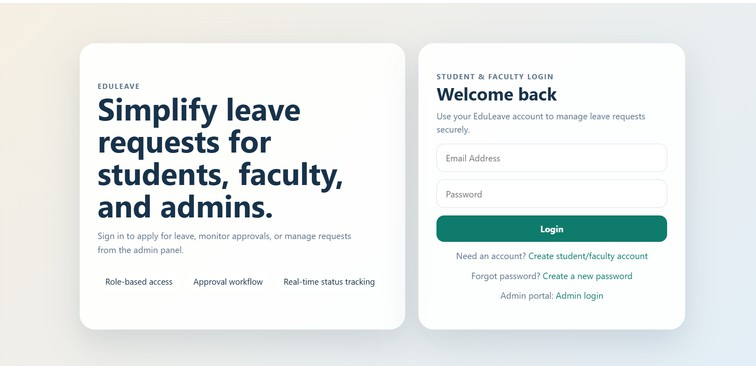 EDULEAVE
Simplify leave
requests for
students, faculty,
and admins.
Sign in to apply for leave, monitor approvals, or manage requests
from the admin panel.
Role-based access
Approval workflow
Real-time status tracking
STUDENT & FACULTY LOGIN
Welcome back
Use your EduLeave account to manage leave requests
securely.
Email Address
Password
Login
Need an account? Create student/faculty account
Forgot password? Create a new password
Admin portal: Admin login